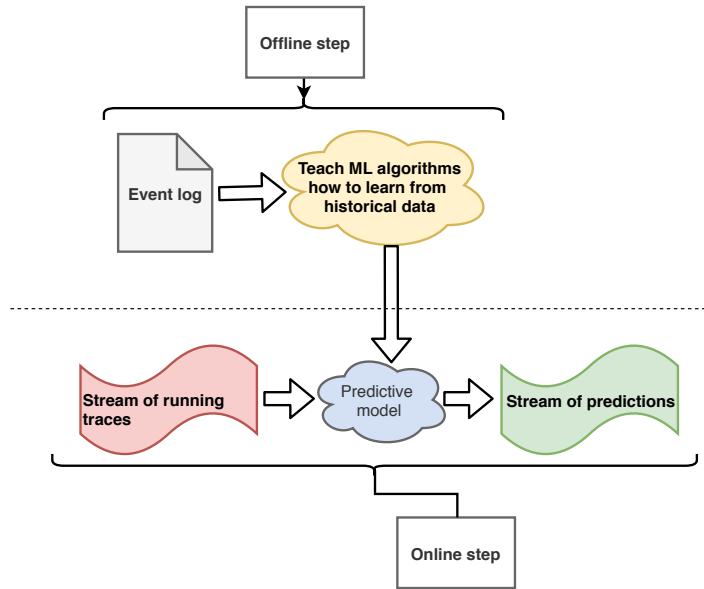 Offline step
Event log
Teach ML algorithms
how to learn from
historical data
Stream of running
traces
Predictive
model
Stream of predictions
Online step